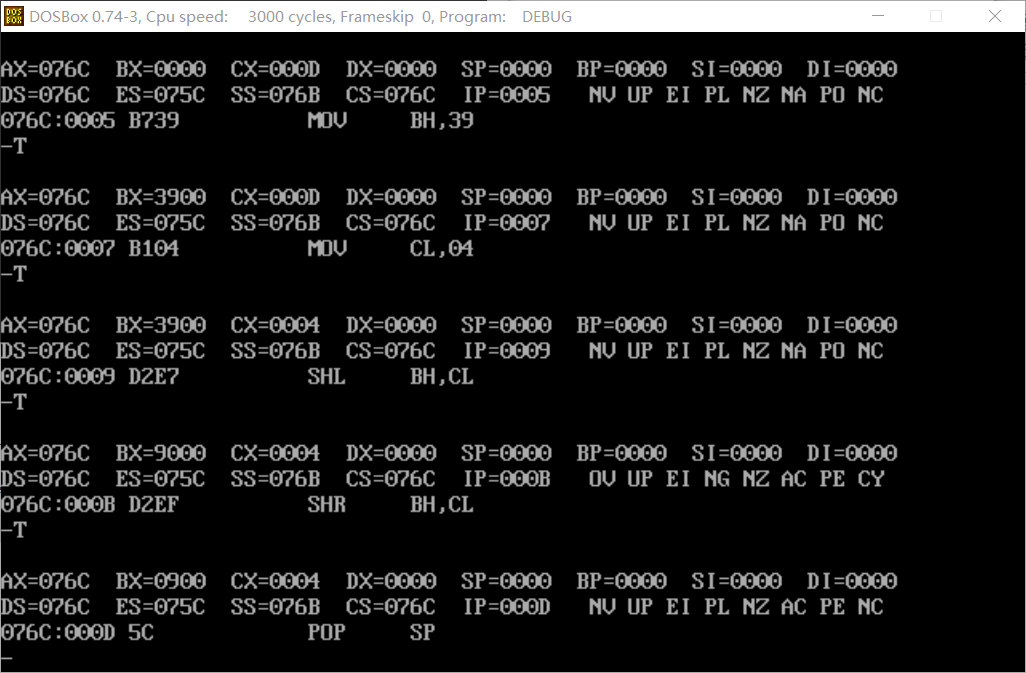 DOS BOX DOSBox 0.74-3, Cpu speed: 3000 cycles, Frameskip 0, Program: DEBUG
AX=076C BX=0000 CX=000D DX=0000 SP=0000 BP=0000 SI=0000 DI=0000
DS=076C ES=075C SS=076B CS=076C IP=0005 NV UP EI PL NZ NA PO NC
076C:0005 B739 MOV BH,39
-T
AX=076C BX=3900 CX=000D DX=0000 SP=0000 BP=0000 SI=0000 DI=0000
DS=076C ES=075C SS=076B CS=076C IP=0007 NV UP EI PL NZ NA PO NC
076C:0007 B104 MOV CL,04
-T
AX=076C BX=3900 CX=0004 DX=0000 SP=0000 BP=0000 SI=0000 DI=0000
DS=076C ES=075C SS=076B CS=076C IP=0009 NV UP EI PL NZ NA PO NC
076C:0009 D2E7 SHL BH,CL
-T
AX=076C BX=9000 CX=0004 DX=0000 SP=0000 BP=0000 SI=0000 DI=0000
DS=076C ES=075C SS=076B CS=076C IP=000B OV UP EI NG NZ AC PE CY
076C:000B D2EF SHR BH,CL
-T
AX=076C BX=0900 CX=0004 DX=0000 SP=0000 BP=0000 SI=0000 DI=0000
DS=076C ES=075C SS=076B CS=076C IP=000D NV UP EI PL NZ AC PE NC
076C:000D 5C POP SP
-